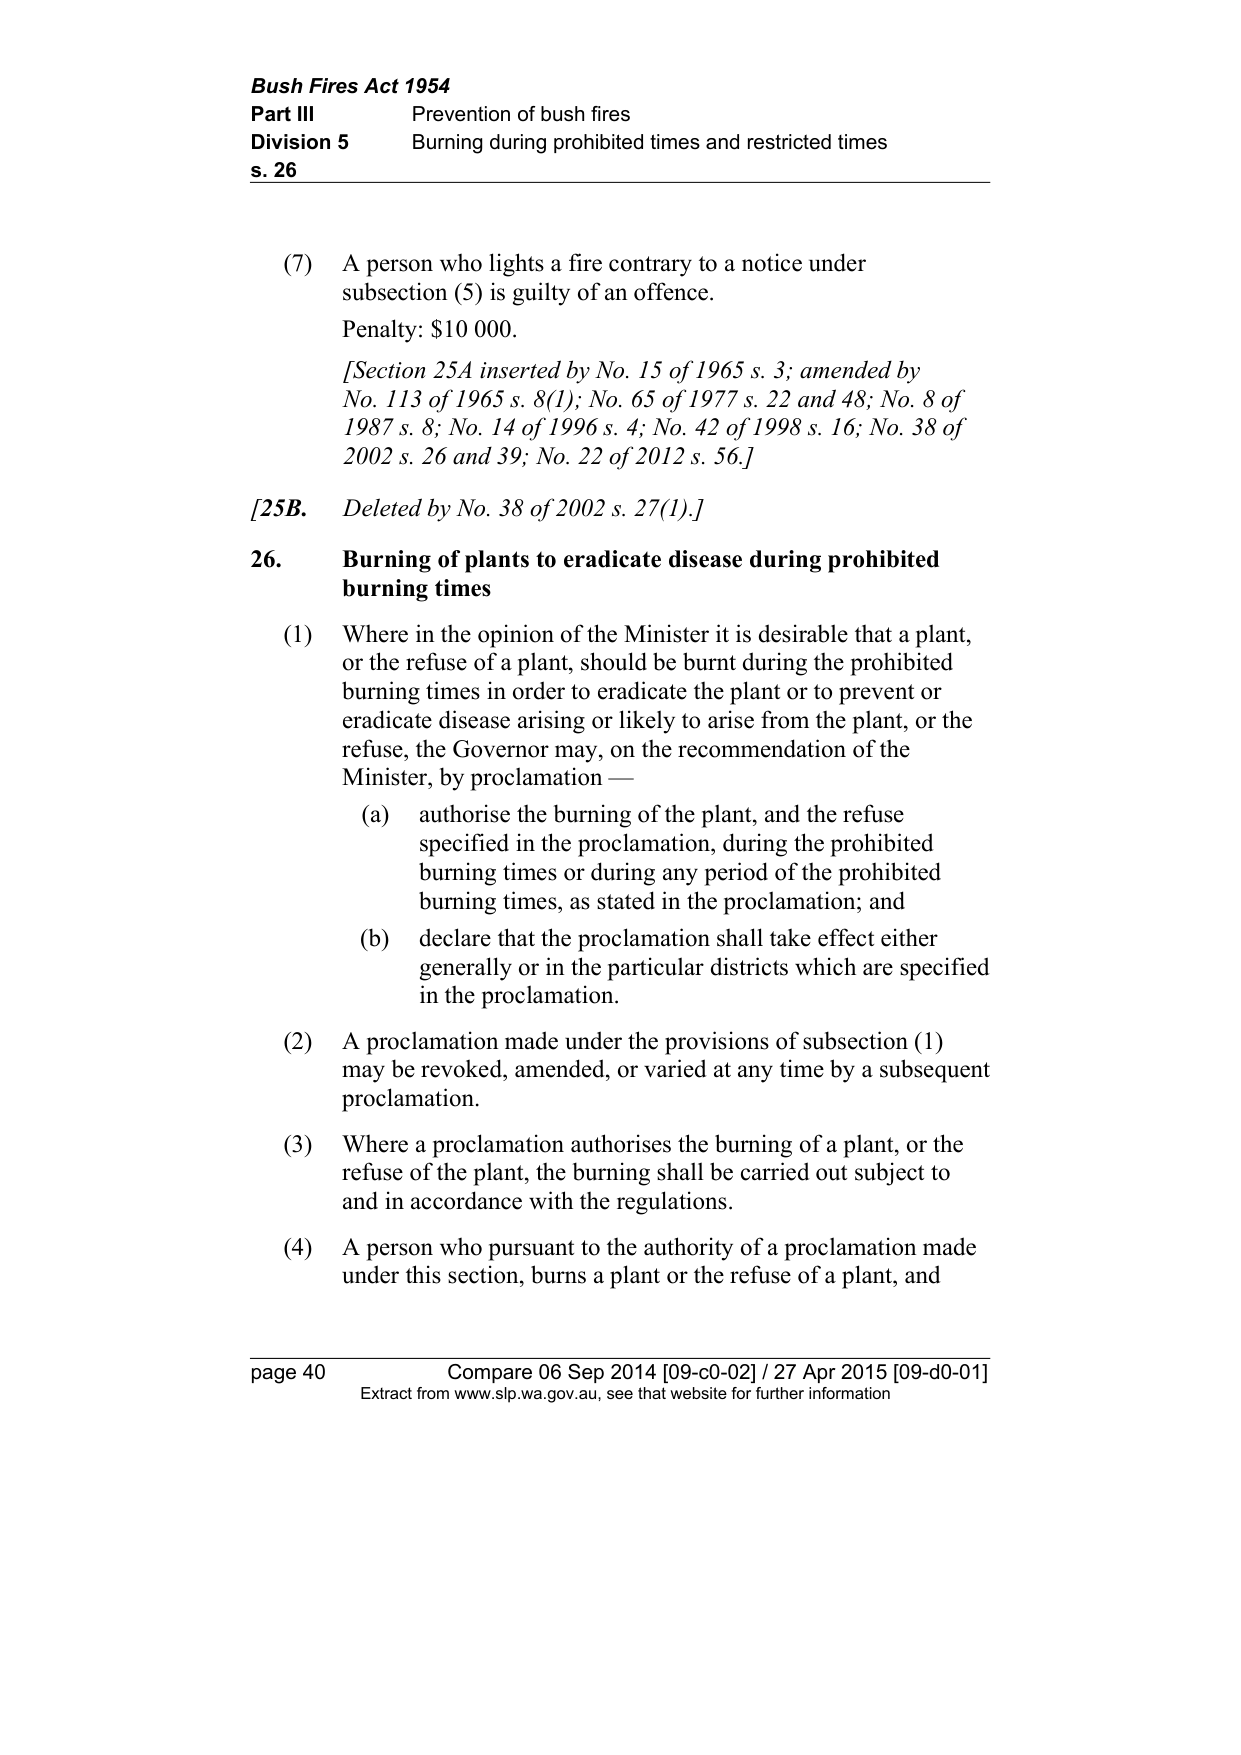 Bush Fires Act 1954
Part III Prevention of bush fires
Division 5 Burning during prohibited times and restricted times
s. 26
(7) A person who lights a fire contrary to a notice under
subsection (5) is guilty of an offence.
Penalty: $10 000.
[Section 25A inserted by No. 15 of 1965 s. 3; amended by
No. 113 of 1965 s. 8(1); No. 65 of 1977 s. 22 and 48; No. 8 of
1987 s. 8; No. 14 of 1996 s. 4; No. 42 of 1998 s. 16; No. 38 of
2002 s. 26 and 39; No. 22 of 2012 s. 56.]
[25B. Deleted by No. 38 of 2002 s. 27(1).]
26. Burning of plants to eradicate disease during prohibited
burning times
(1) Where in the opinion of the Minister it is desirable that a plant,
or the refuse of a plant, should be burnt during the prohibited
burning times in order to eradicate the plant or to prevent or
eradicate disease arising or likely to arise from the plant, or the
refuse, the Governor may, on the recommendation of the
Minister, by proclamation —
(a) authorise the burning of the plant, and the refuse
specified in the proclamation, during the prohibited
burning times or during any period of the prohibited
burning times, as stated in the proclamation; and
(b) declare that the proclamation shall take effect either
generally or in the particular districts which are specified
in the proclamation.
(2) A proclamation made under the provisions of subsection (1)
may be revoked, amended, or varied at any time by a subsequent
proclamation.
(3) Where a proclamation authorises the burning of a plant, or the
refuse of the plant, the burning shall be carried out subject to
and in accordance with the regulations.
(4) A person who pursuant to the authority of a proclamation made
under this section, burns a plant or the refuse of a plant, and
page 40 Compare 06 Sep 2014 [09-c0-02] / 27 Apr 2015 [09-d0-01]
Extract from www.slp.wa.gov.au, see that website for further information